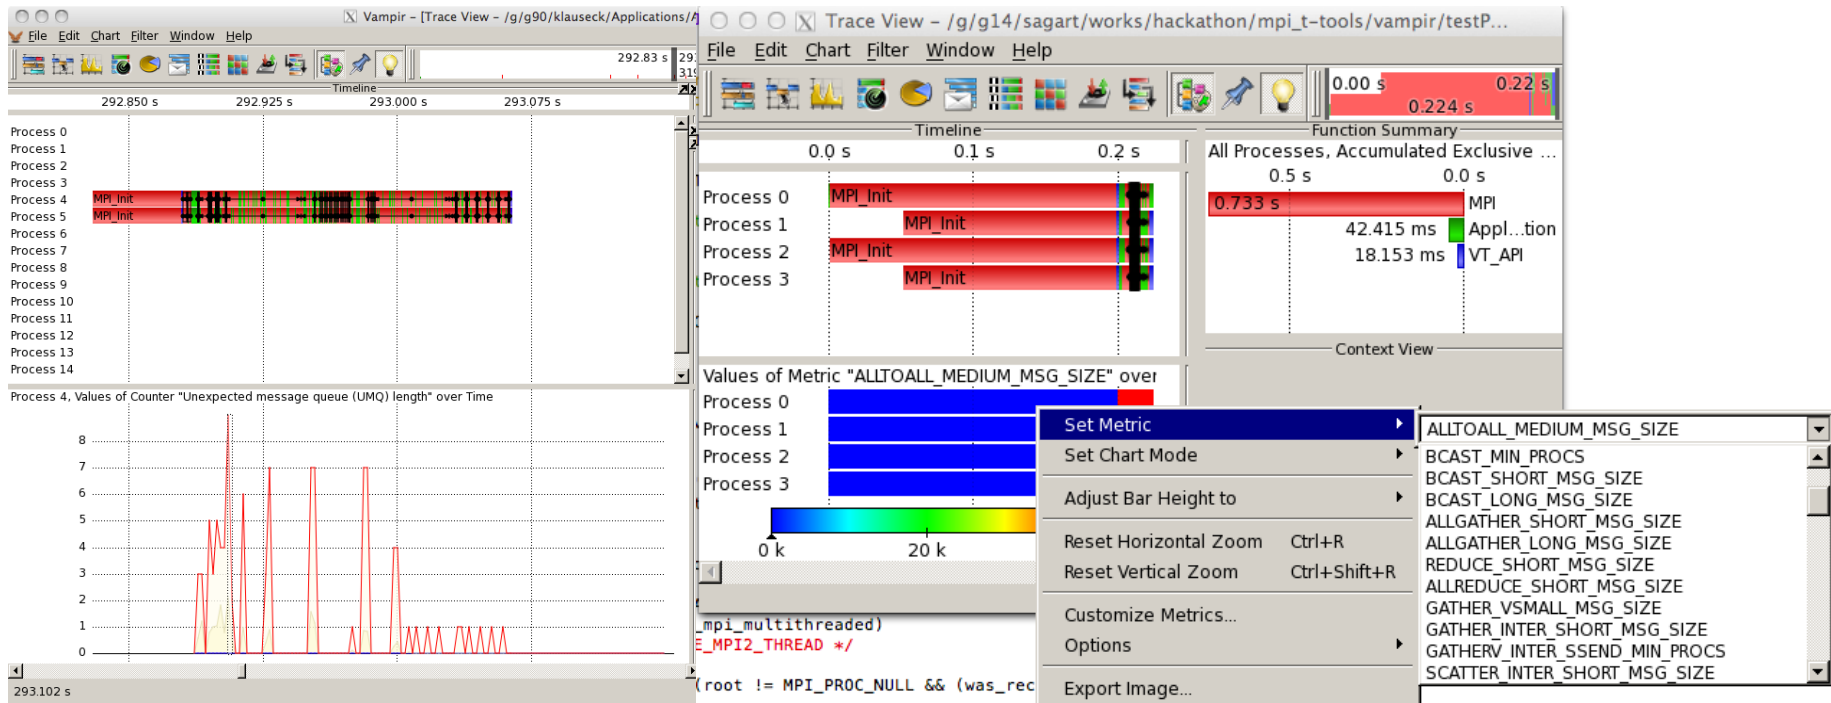 Vampir - [Trace View - /g/g90/klauseck/Applications/
File Edit Chart Filter Window Help
292.83 s
Timeline
292.850 s 292.925 s 293.000 s 293.075 s
Process 0
Process 1
Process 2
Process 3
Process 4 MPI_Init
Process 5 MPI_Init
Process 6
Process 7
Process 8
Process 9
Process 10
Process 11
Process 12
Process 13
Process 14
Process 4, Values of Counter "Unexpected message queue (UMQ) length" over Time
8
7
6
5
4
3
2
1
0
293.102 s
Trace View - /g/g14/sagart/works/hackathon/mpi_t-tools/vampir/testP...
File Edit Chart Filter Window Help
0.00 s 0.22 s
0.224 s
Timeline
0.0 s 0.1 s 0.2 s
Process 0 MPI_Init
Process 1 MPI_Init
Process 2 MPI_Init
Process 3 MPI_Init
Function Summary
All Processes, Accumulated Exclusive ...
0.5 s 0.0 s
0.733 s MPI
42.415 ms Appl...tion
18.153 ms VT_API
Context View
Values of Metric "ALLTOALL_MEDIUM_MSG_SIZE" over
Process 0
Process 1
Process 2
Process 3
0 k 20 k
Set Metric
Set Chart Mode
Adjust Bar Height to
Reset Horizontal Zoom Ctrl+R
Reset Vertical Zoom Ctrl+Shift+R
Customize Metrics...
Options
Export Image...
ALLTOALL_MEDIUM_MSG_SIZE
BCAST_MIN_PROCS
BCAST_SHORT_MSG_SIZE
BCAST_LONG_MSG_SIZE
ALLGATHER_SHORT_MSG_SIZE
ALLGATHER_LONG_MSG_SIZE
REDUCE_SHORT_MSG_SIZE
ALLREDUCE_SHORT_MSG_SIZE
GATHER_VSMALL_MSG_SIZE
GATHER_INTER_SHORT_MSG_SIZE
GATHERV_INTER_SSEND_MIN_PROCS
SCATTER_INTER_SHORT_MSG_SIZE
_mpi_multithreaded)
E_MPI2_THREAD */
(root != MPI_PROC_NULL && (was_rec